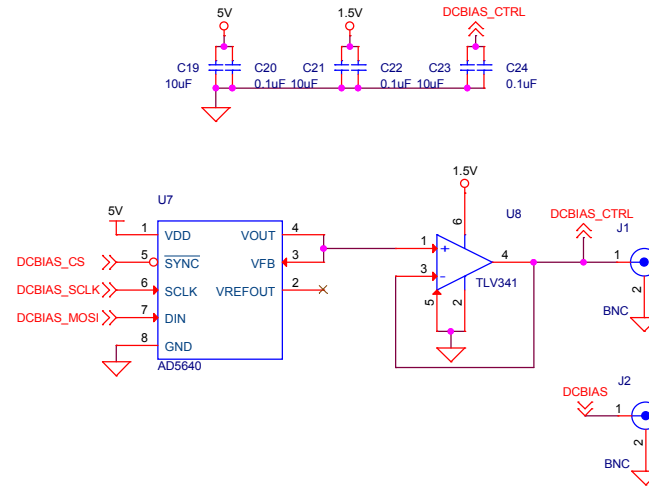 5V 1.5V DCBIAS_CTRL
C19 C20 C21 C22 C23 C24
10uF 0.1uF 10uF 0.1uF 10uF 0.1uF
U7
5V
1 VDD
VOUT 4
DCBIAS_CS 5 SYNC
VFB 3
DCBIAS_SCLK 6 SCLK
VREFOUT 2
DCBIAS_MOSI 7 DIN
8 GND
AD5640
1.5V
6
U8
1 +
3 -
4
5 2
TLV341
DCBIAS_CTRL
J1
1
2
BNC
J2
DCBIAS
1
2
BNC